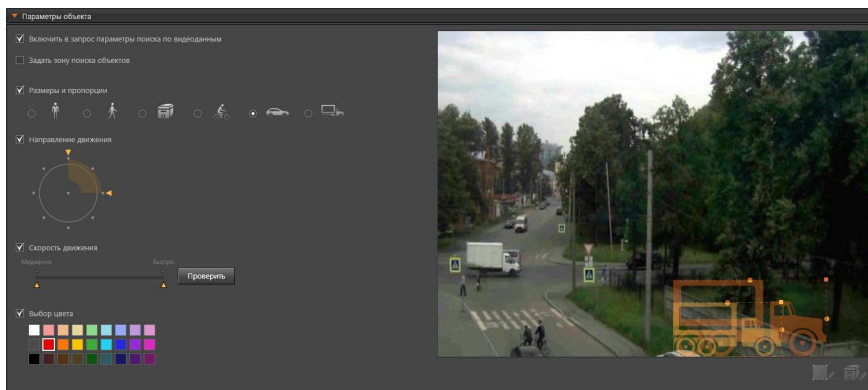 Параметры объекта
Включить в запрос параметры поиска по видеоданным
Задать зону поиска объектов
Размеры и пропорции
Направление движения
Скорость движения
Медленно Быстро
Проверить
Выбор цвета